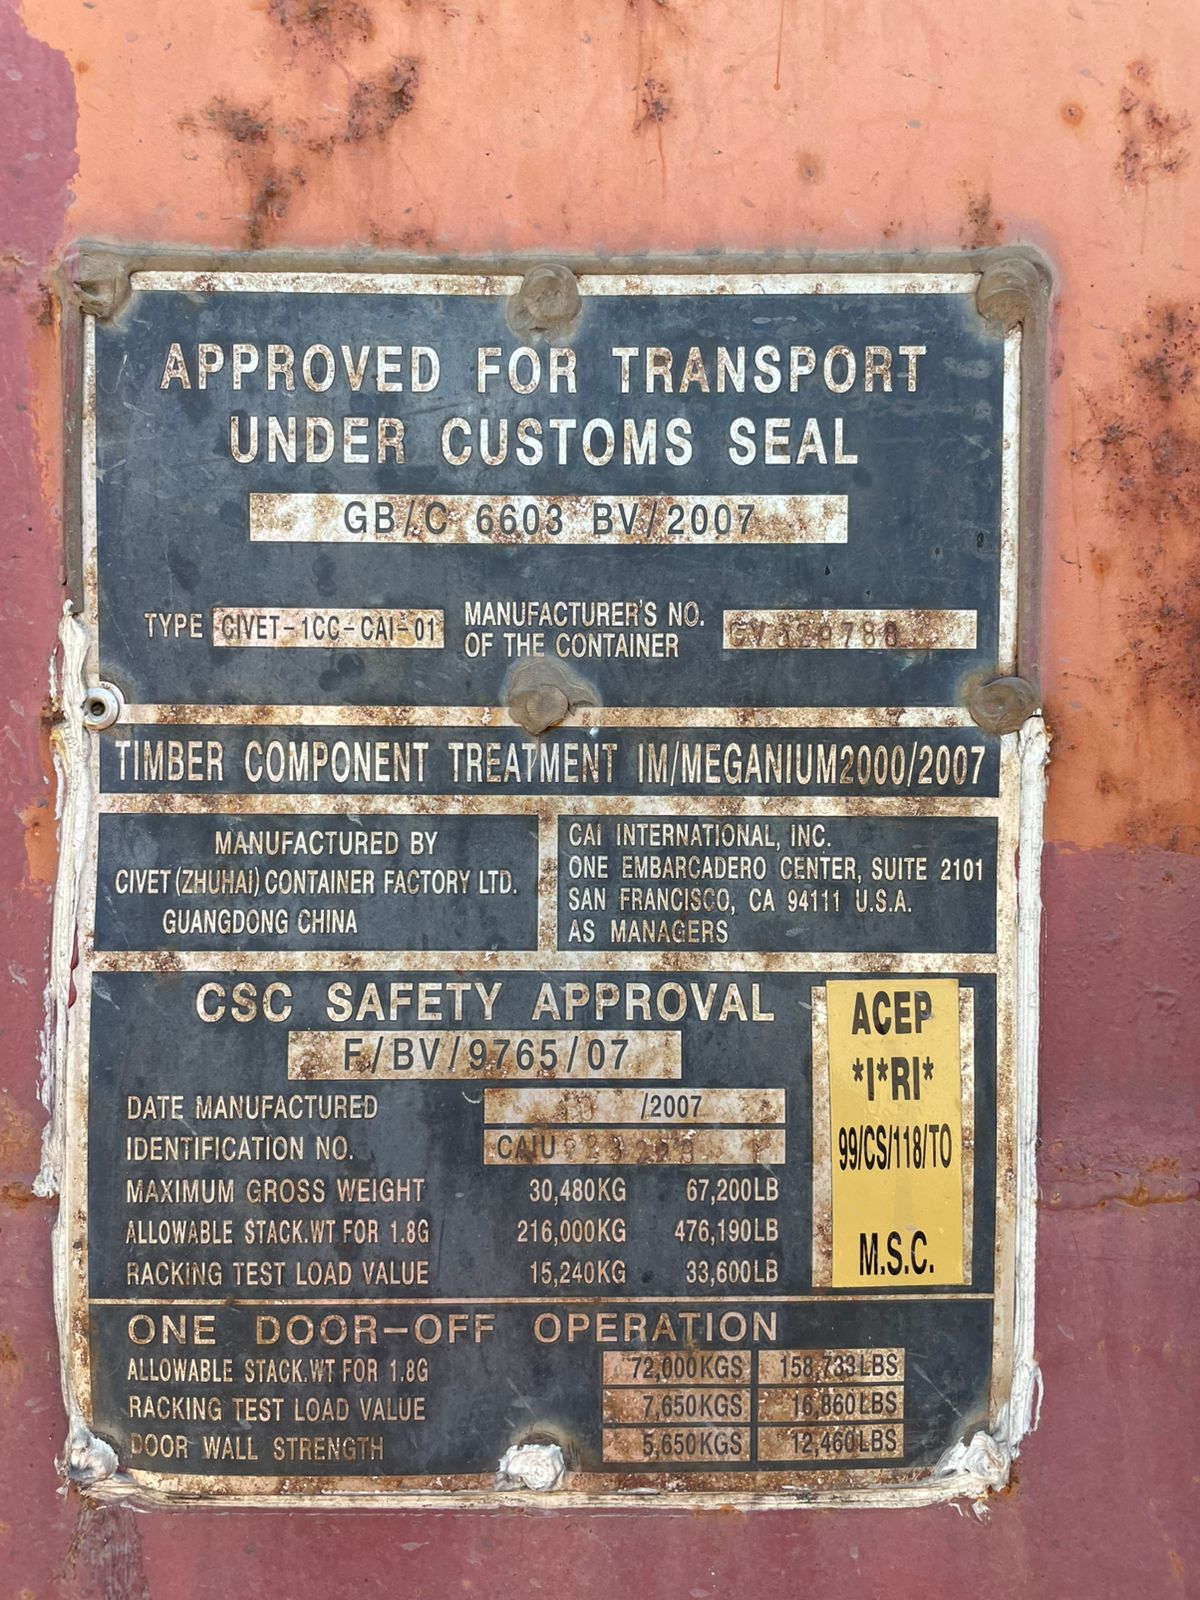 APPROVED FOR TRANSPORT
UNDER CUSTOMS SEAL
GB/C 6603 BV/2007
TYPE CIVET-1CC-CAI-01
MANUFACTURER'S NO.
OF THE CONTAINER
TIMBER COMPONENT TREATMENT IM/MEGANIUM2000/2007
MANUFACTURED BY
CIVET (ZHUHAI) CONTAINER FACTORY LTD.
GUANGDONG CHINA
CAI INTERNATIONAL, INC.
ONE EMBARCADERO CENTER, SUITE 2101
SAN FRANCISCO, CA 94111 U.S.A.
AS MANAGERS
CSC SAFETY APPROVAL
F/BV/9765/07
DATE MANUFACTURED /2007
IDENTIFICATION NO. CAIU
MAXIMUM GROSS WEIGHT 30,480KG 67,200LB
ALLOWABLE STACK.WT FOR 1.8G 216,000KG 476,190LB
RACKING TEST LOAD VALUE 15,240KG 33,600LB
ACEP
*I*RI*
99/CS/118/TO
M.S.C.
ONE DOOR-OFF OPERATION
ALLOWABLE STACK.WT FOR 1.8G 72,000KGS 158,733LBS
RACKING TEST LOAD VALUE 7,650KGS 16,860LBS
DOOR WALL STRENGTH 5,650KGS 12,460LBS